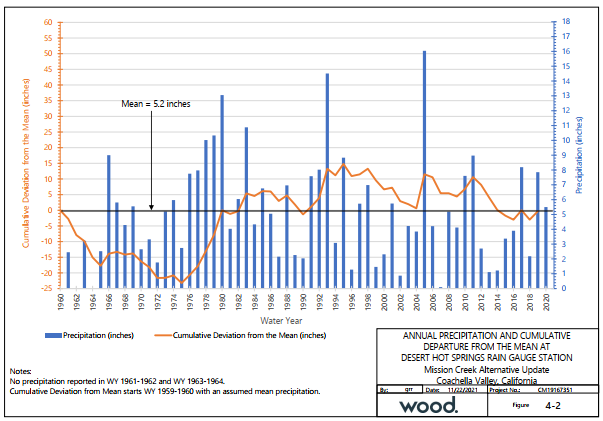 60
55
50
45
40
35
30
25
20
15
10
5
0
-5
-10
-15
-20
-25
Cumulative Deviation from the Mean (inches)
Mean = 5.2 inches
18
17
16
15
14
13
12
11
10
9
8
7
6
5
4
3
2
1
0
Precipitation (inches)
1960 1962 1964 1966 1968 1970 1972 1974 1976 1978 1980 1982 1984 1986 1988 1990 1992 1994 1996 1998 2000 2002 2004 2006 2008 2010 2012 2014 2016 2018 2020
Water Year
Precipitation (inches) Cumulative Deviation from the Mean (inches)
Notes:
No precipitation reported in WY 1961-1962 and WY 1963-1964.
Cumulative Deviation from Mean starts WY 1959-1960 with an assumed mean precipitation.
ANNUAL PRECIPITATION AND CUMULATIVE
DEPARTURE FROM THE MEAN AT
DESERT HOT SPRINGS RAIN GAUGE STATION
Mission Creek Alternative Update
Coachella Valley, California
By: Date: 11/22/2021 Project No.: CM19167351
wood. Figure 4-2